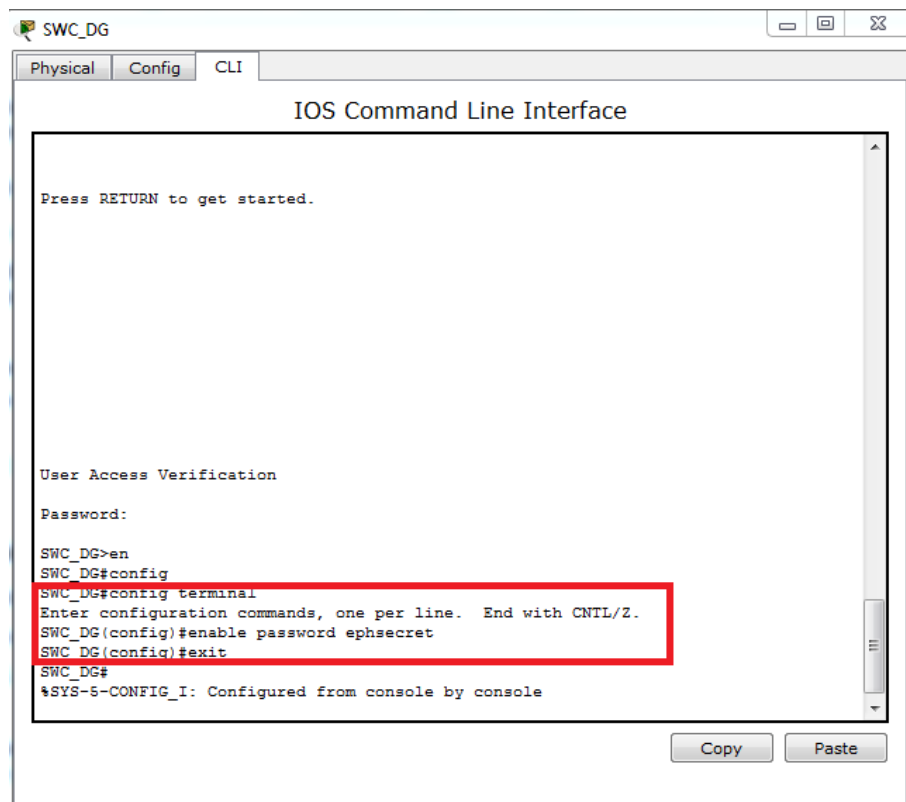 SWC_DG
Physical Config CLI
IOS Command Line Interface
Press RETURN to get started.
User Access Verification
Password:
SWC_DG>en
SWC_DG#config
SWC_DG#config terminal
Enter configuration commands, one per line.  End with CNTL/Z.
SWC_DG(config)#enable password ephsecret
SWC_DG(config)#exit
SWC_DG#
%SYS-5-CONFIG_I: Configured from console by console
Copy Paste